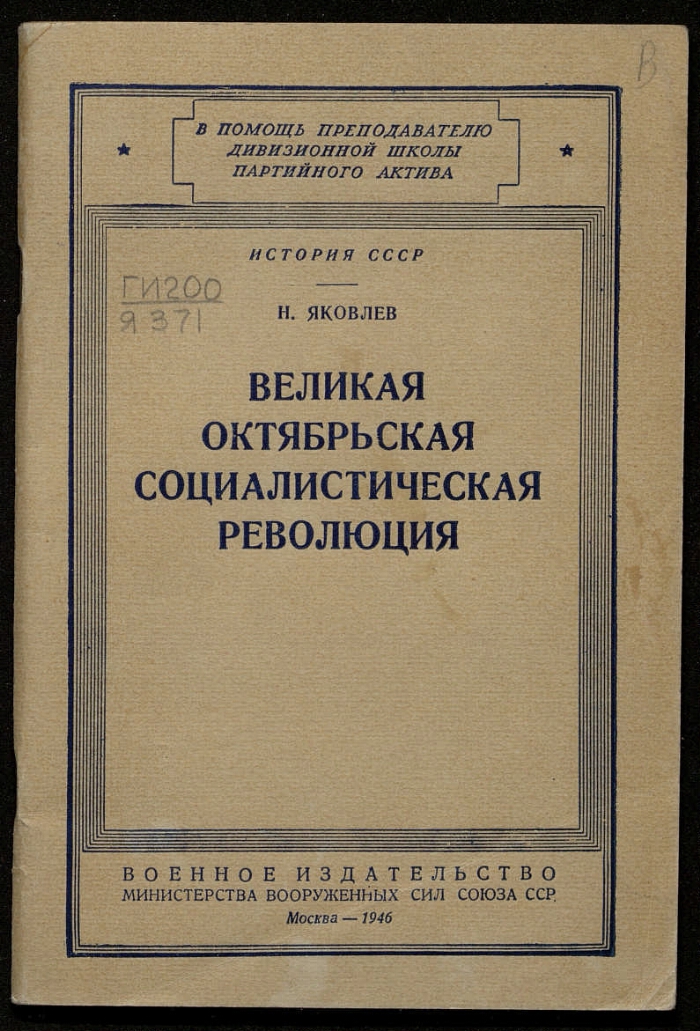 В
В ПОМОЩЬ ПРЕПОДАВАТЕЛЮ
ДИВИЗИОННОЙ ШКОЛЫ
ПАРТИЙНОГО АКТИВА
ИСТОРИЯ СССР
ГИ200
Я 371
Н. ЯКОВЛЕВ
ВЕЛИКАЯ
ОКТЯБРЬСКАЯ
СОЦИАЛИСТИЧЕСКАЯ
РЕВОЛЮЦИЯ
ВОЕННОЕ ИЗДАТЕЛЬСТВО
МИНИСТЕРСТВА ВООРУЖЕННЫХ СИЛ СОЮЗА ССР
Москва — 1946